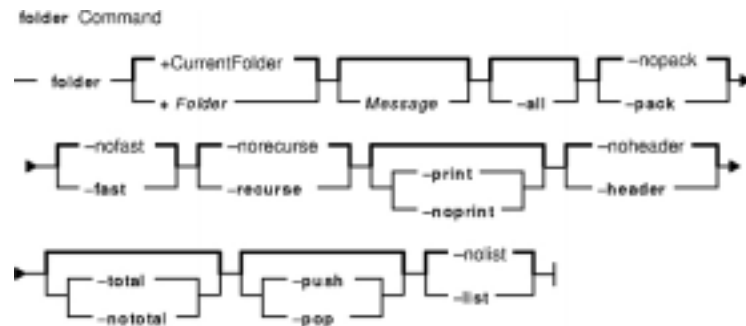 folder Command
+CurrentFolder −nopack
folder + Folder Message −all −pack
−nofast −norecurse −print −noheader
−fast −recurse −noprint −header
−total −push −nolist
−nototal −pop −list